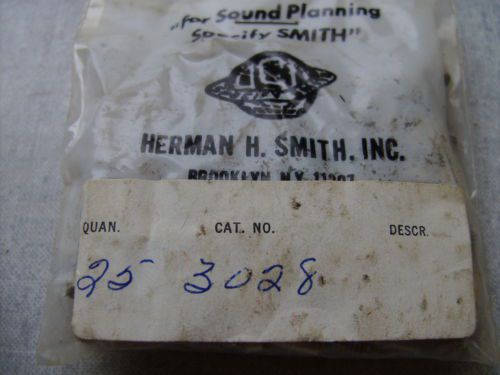 "for Sound Planning
Specify SMITH"
HERMAN H. SMITH, INC.
BROOKLYN, N.Y. 11207
QUAN. CAT. NO. DESCR.
25 3028